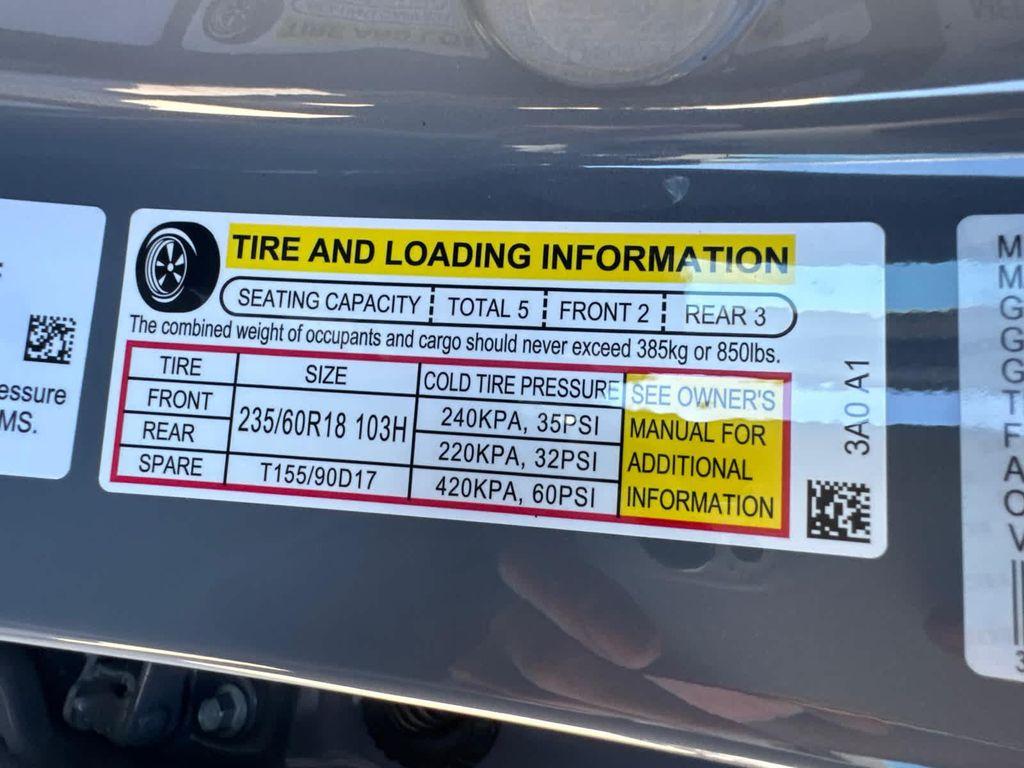 TIRE AND LOADING INFORMATION
SEATING CAPACITY TOTAL 5 FRONT 2 REAR 3
The combined weight of occupants and cargo should never exceed 385kg or 850lbs.
TIRE SIZE COLD TIRE PRESSURE
FRONT 235/60R18 103H 240KPA, 35PSI
REAR 220KPA, 32PSI
SPARE T155/90D17 420KPA, 60PSI
SEE OWNER'S
MANUAL FOR
ADDITIONAL
INFORMATION
3A0 A1
essure
MS.
M
M
G
G
G
T
F
A
C
V
3